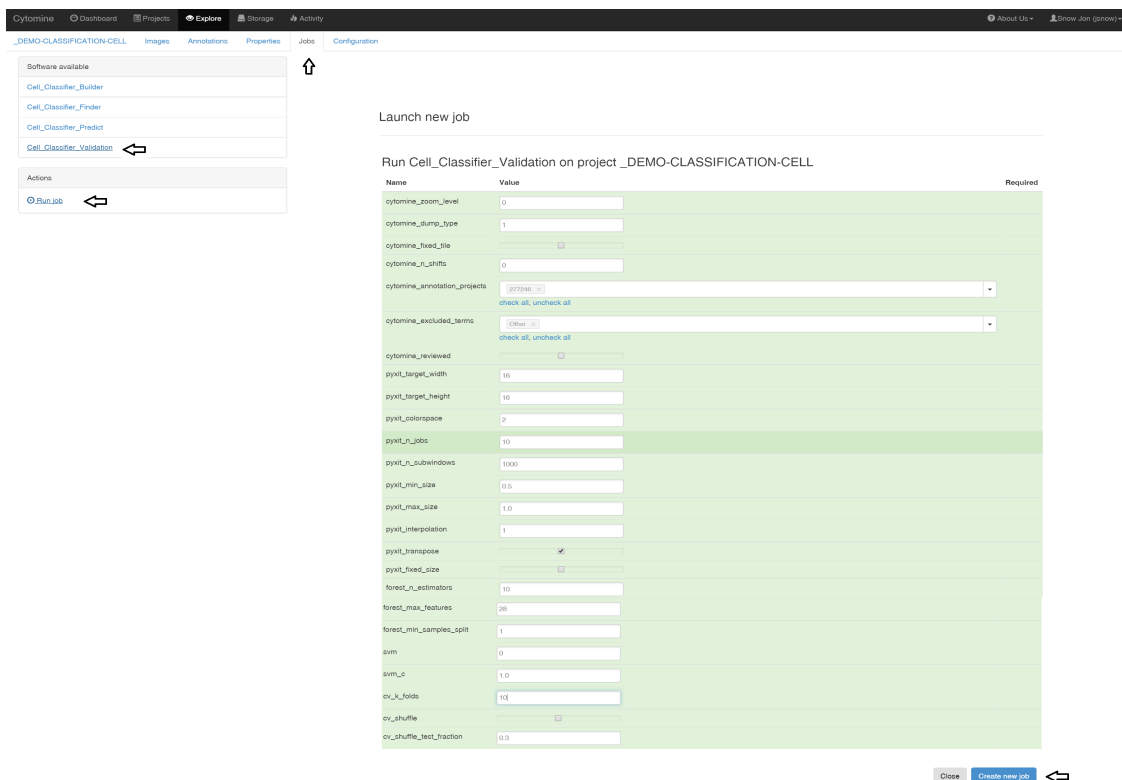 Cytomine Dashboard Projects Explore Storage Activity About Us Snow Jon (jsnow)
_DEMO-CLASSIFICATION-CELL Images Annotations Properties Jobs Configuration
Software available
Cell_Classifier_Builder
Cell_Classifier_Finder
Cell_Classifier_Predict
Cell_Classifier_Validation
Actions
Run job
Launch new job
Run Cell_Classifier_Validation on project _DEMO-CLASSIFICATION-CELL
Name Value Required
cytomine_zoom_level 0
cytomine_dump_type 1
cytomine_fixed_tile
cytomine_n_shifts 0
cytomine_annotation_projects 277246 ×
check all, uncheck all
cytomine_excluded_terms Other ×
check all, uncheck all
cytomine_reviewed
pyxit_target_width 16
pyxit_target_height 16
pyxit_colorspace 2
pyxit_n_jobs 10
pyxit_n_subwindows 1000
pyxit_min_size 0.5
pyxit_max_size 1.0
pyxit_interpolation 1
pyxit_transpose
pyxit_fixed_size
forest_n_estimators 10
forest_max_features 28
forest_min_samples_split 1
svm 0
svm_c 1.0
cv_k_folds 10
cv_shuffle
cv_shuffle_test_fraction 0.3
Close Create new job